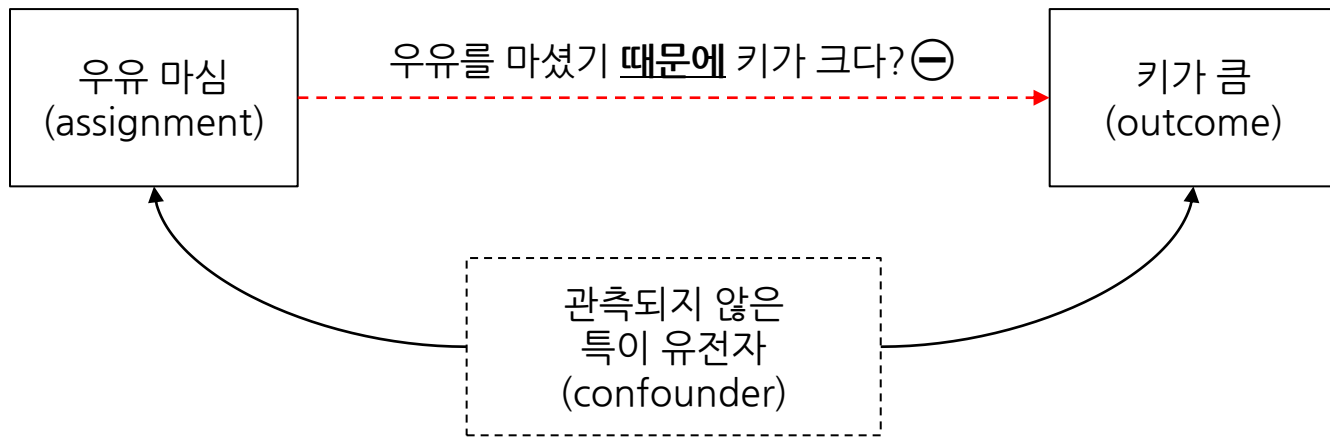 우유를 마셨기 때문에 키가 크다?⊖
우유 마심
(assignment)
키가 큼
(outcome)
관측되지 않은
특이 유전자
(confounder)